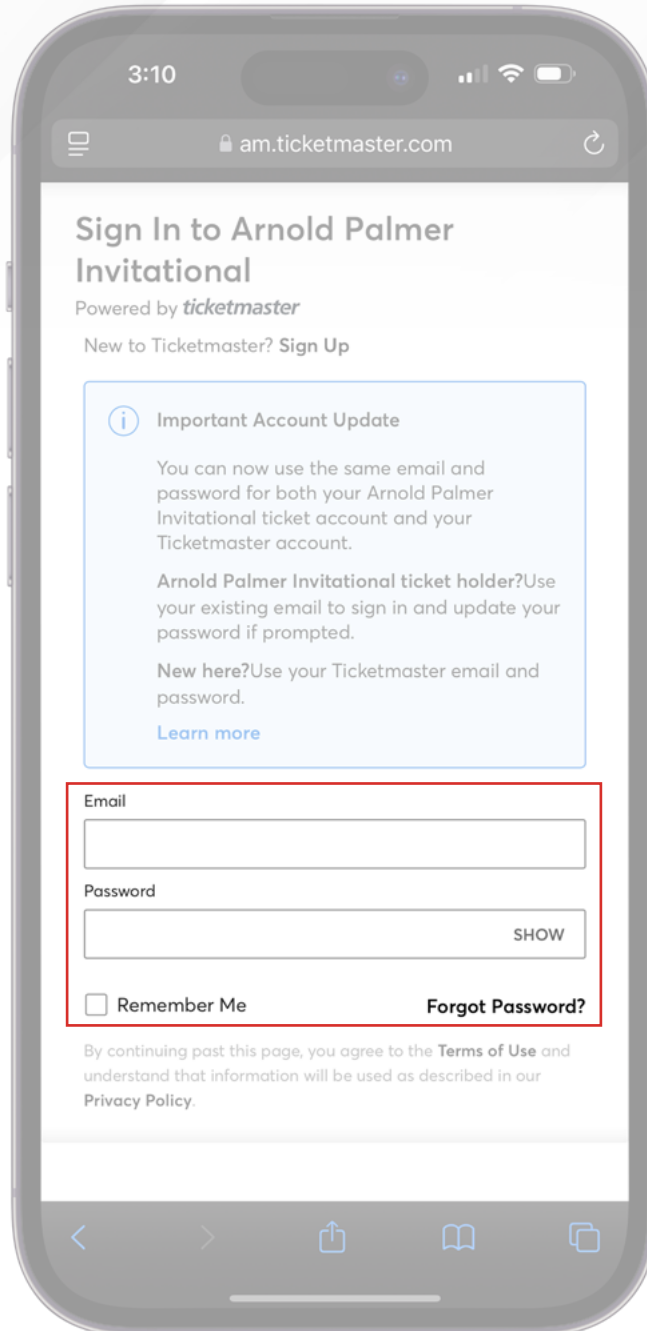 3:10
am.ticketmaster.com
Sign In to Arnold Palmer
Invitational
Powered by ticketmaster
New to Ticketmaster? Sign Up
Important Account Update
You can now use the same email and
password for both your Arnold Palmer
Invitational ticket account and your
Ticketmaster account.
Arnold Palmer Invitational ticket holder?Use
your existing email to sign in and update your
password if prompted.
New here?Use your Ticketmaster email and
password.
Learn more
Email
Password
SHOW
Remember Me Forgot Password?
By continuing past this page, you agree to the Terms of Use and
understand that information will be used as described in our
Privacy Policy.